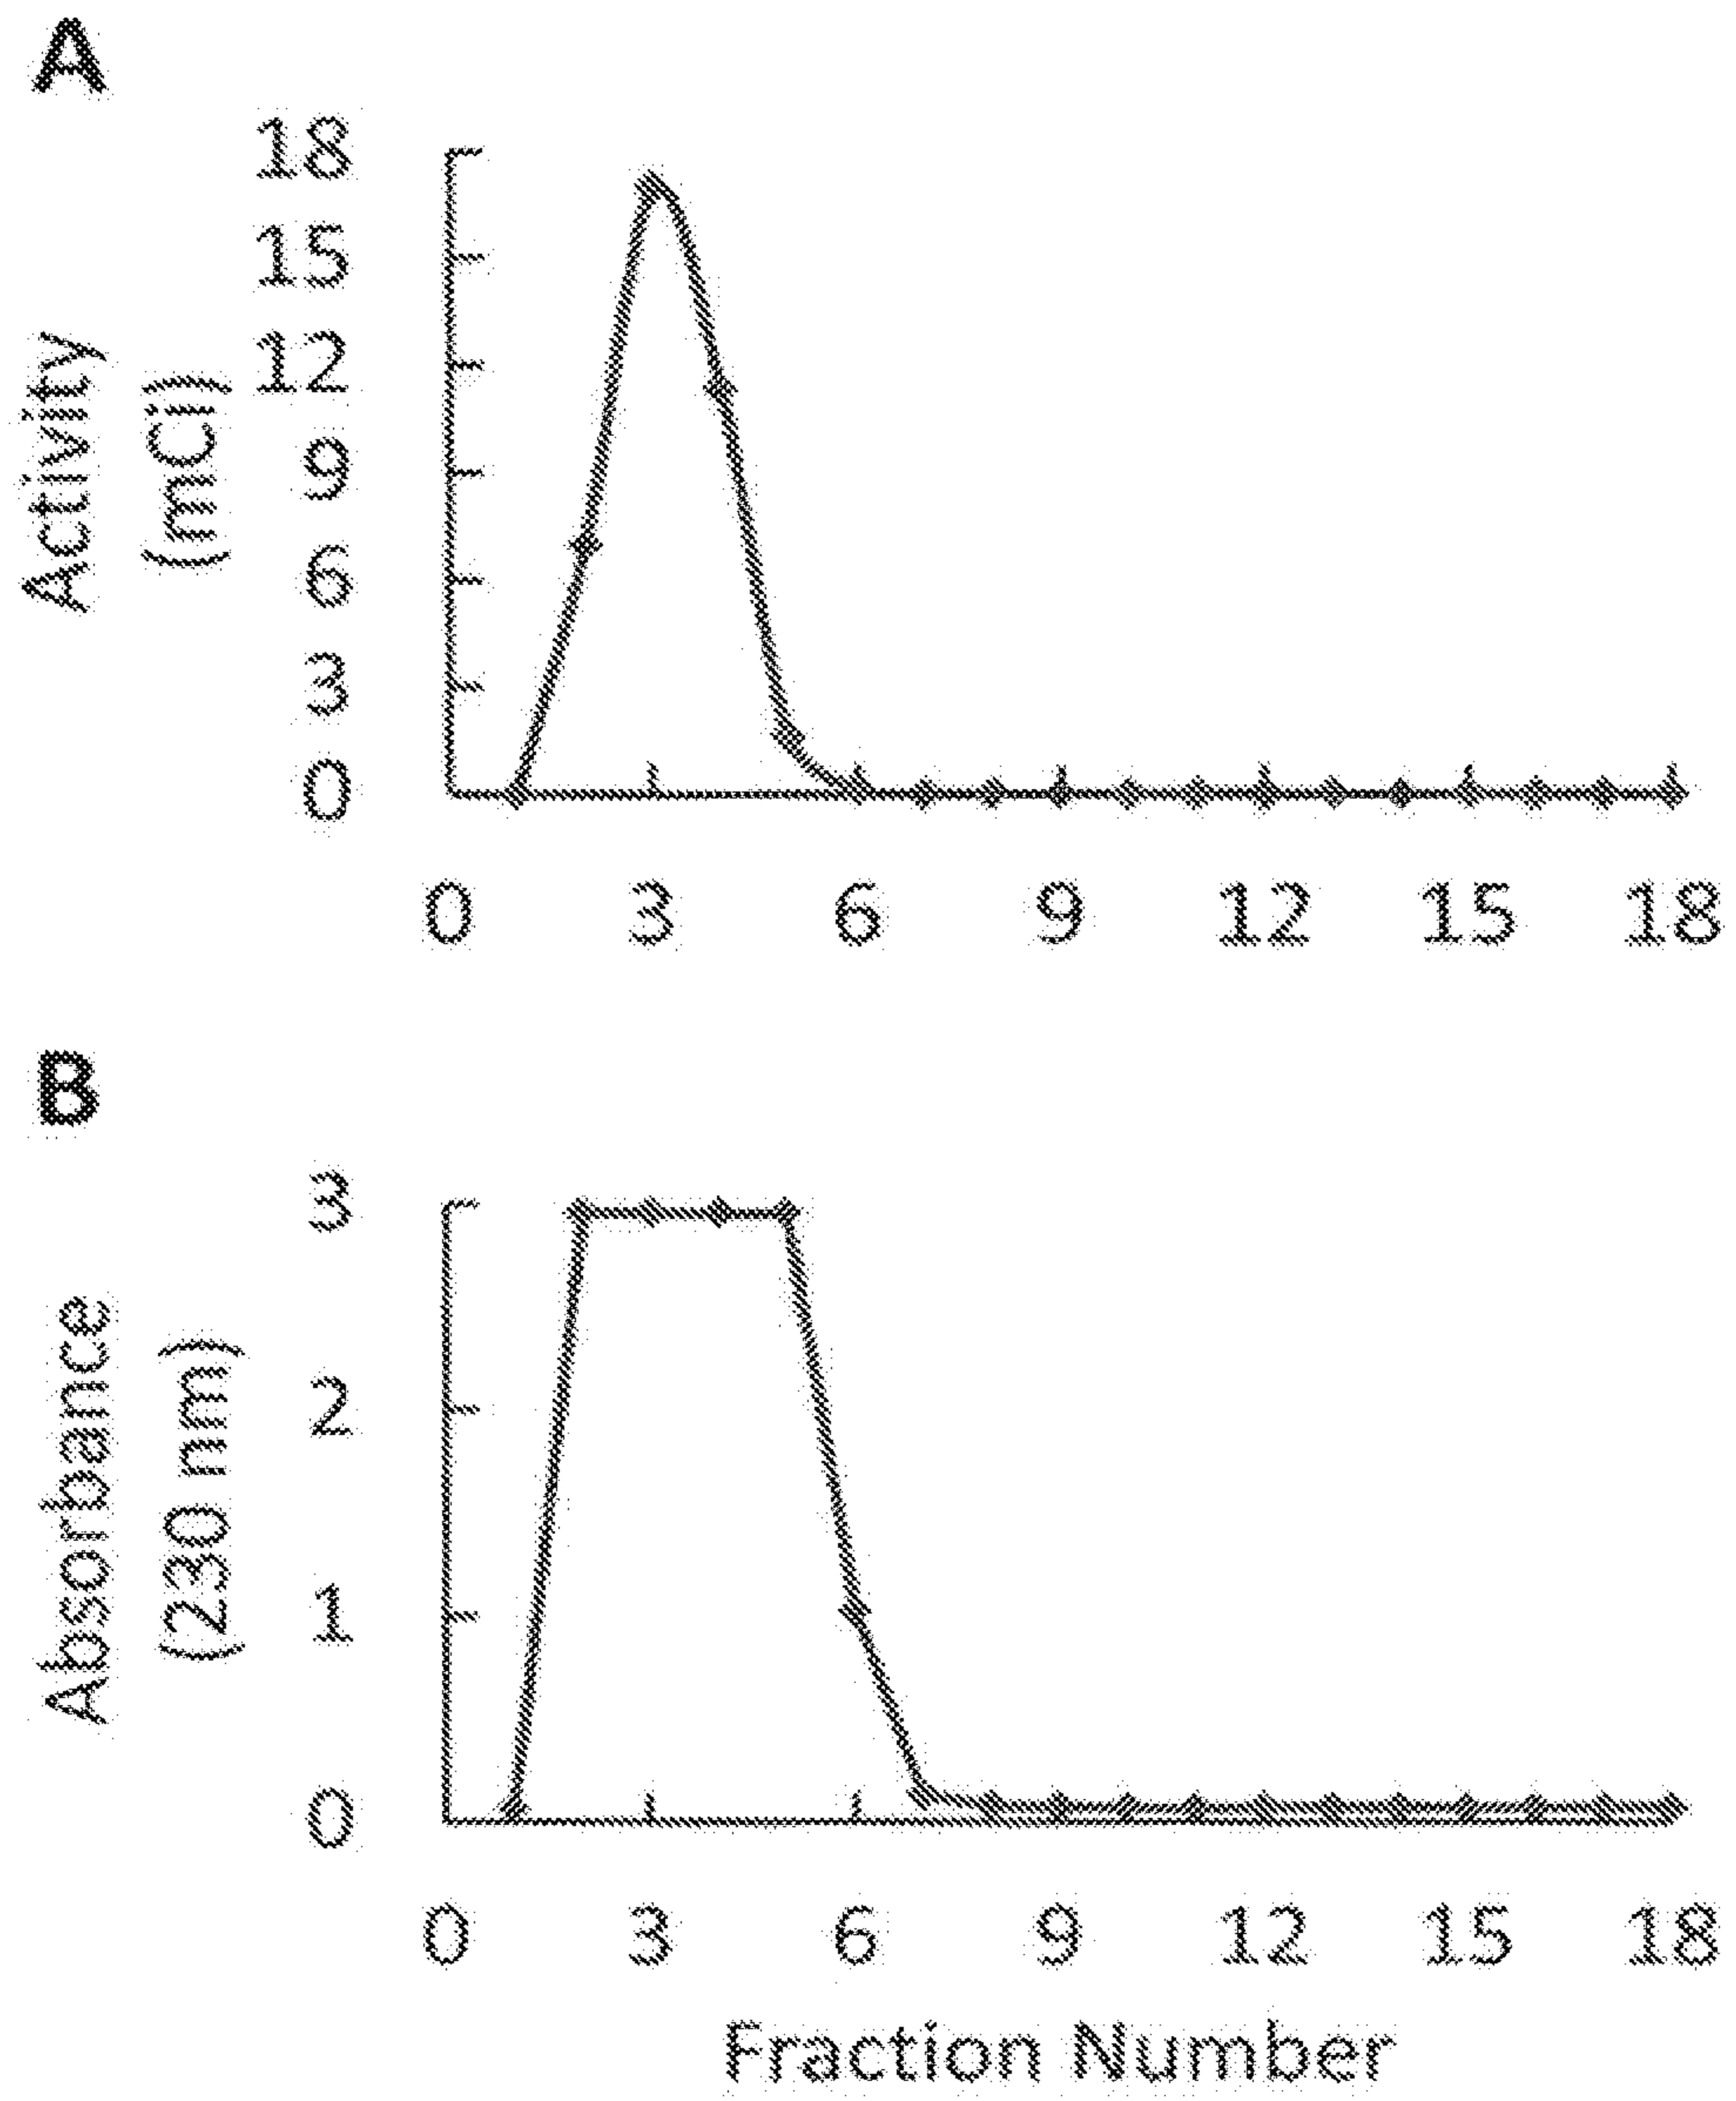 A
18
15
12
9
6
3
0
Activity
(mCi)
0 3 6 9 12 15 18
B
3
2
1
0
Absorbance
(230 nm)
0 3 6 9 12 15 18
Fraction Number